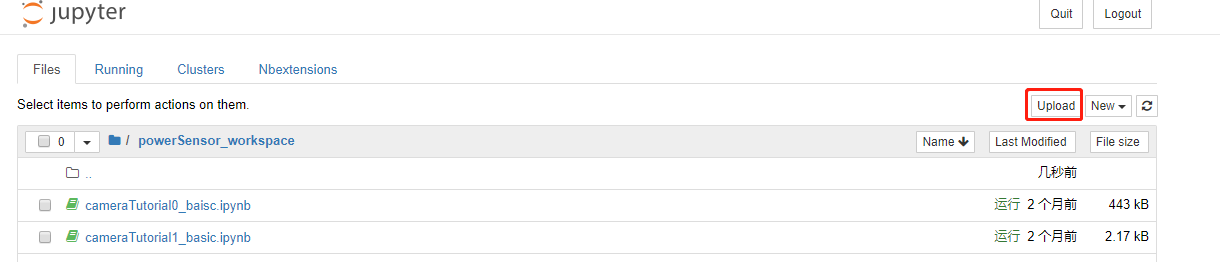 jupyter Quit Logout
Files Running Clusters Nbextensions
Select items to perform actions on them. Upload New
0 / powerSensor_workspace Name Last Modified File size
.. 几秒前
cameraTutorial0_baisc.ipynb 运行 2 个月前 443 kB
cameraTutorial1_basic.ipynb 运行 2 个月前 2.17 kB